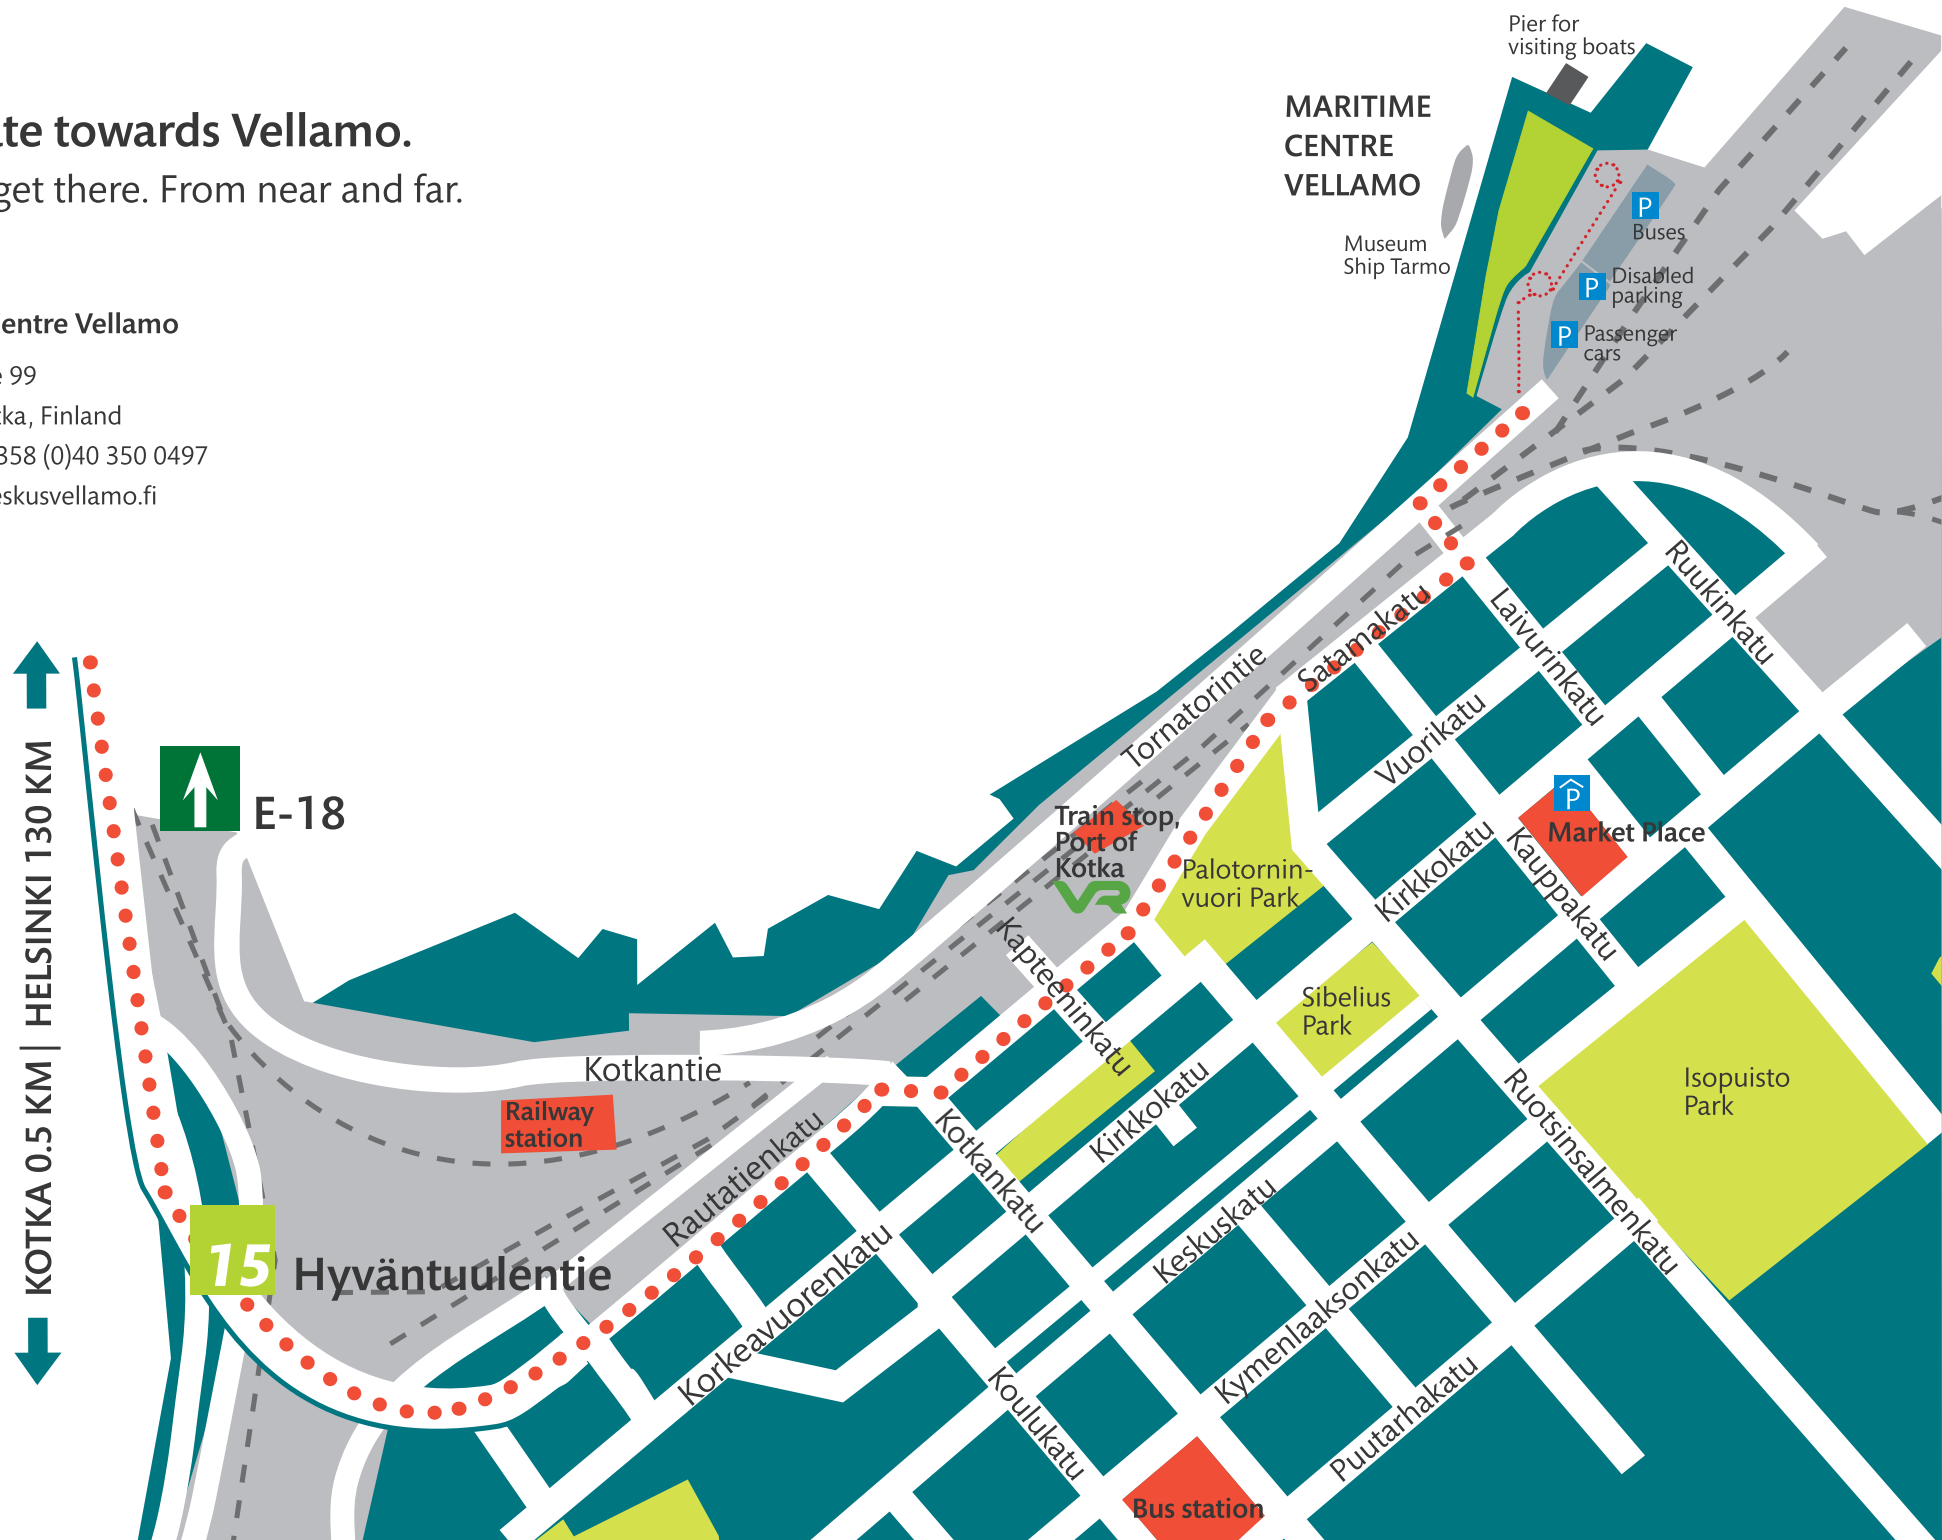 te towards Vellamo.
get there. From near and far.
entre Vellamo
99
ka, Finland
358 (0)40 350 0497
skusvellamo.fi
Pier for
visiting boats
MARITIME
CENTRE
VELLAMO
Museum
Ship Tarmo
P
Buses
P
Disabled
parking
P
Passenger
cars
Ruukinkatu
Laivurinkatu
Satamakatu
Tornatorintie
Vuorikatu
P
Market Place
Kauppakatu
Kirkkokatu
Train stop,
Port of
Kotka
VR
Palotornin-
vuori Park
Kapteeninkatu
Sibelius
Park
Isopuisto
Park
KOTKA 0.5 KM | HELSINKI 130 KM
E-18
Kotkantie
Railway
station
Rautatienkatu
Kotkankatu
Kirkkokatu
Keskuskatu
Ruotsinsalmenkatu
15
Hyväntuulentie
Korkeavuorenkatu
Kymenlaaksonkatu
Puutarhakatu
Koulukatu
Bus station